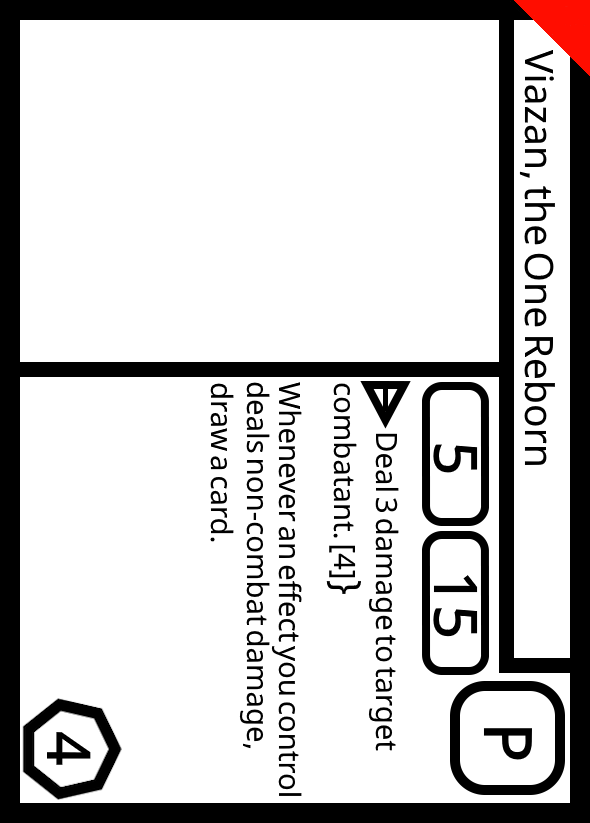 Viazan, the One Reborn
P
5
15
Deal 3 damage to target
combatant. [4]}
Whenever an effect you control
deals non-combat damage,
draw a card.
4